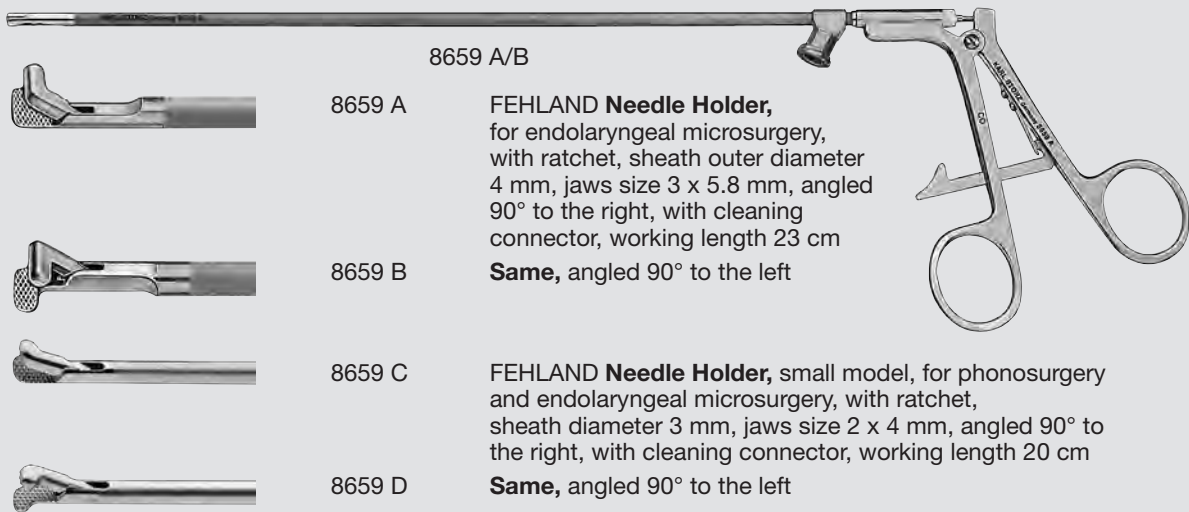 8659 A/B
8659 A
FEHLAND Needle Holder,
for endolaryngeal microsurgery,
with ratchet, sheath outer diameter
4 mm, jaws size 3 x 5.8 mm, angled
90° to the right, with cleaning
connector, working length 23 cm
8659 B
Same, angled 90° to the left
8659 C
FEHLAND Needle Holder, small model, for phonosurgery
and endolaryngeal microsurgery, with ratchet,
sheath diameter 3 mm, jaws size 2 x 4 mm, angled 90° to
the right, with cleaning connector, working length 20 cm
8659 D
Same, angled 90° to the left
KARL STORZ Germany 8659 A